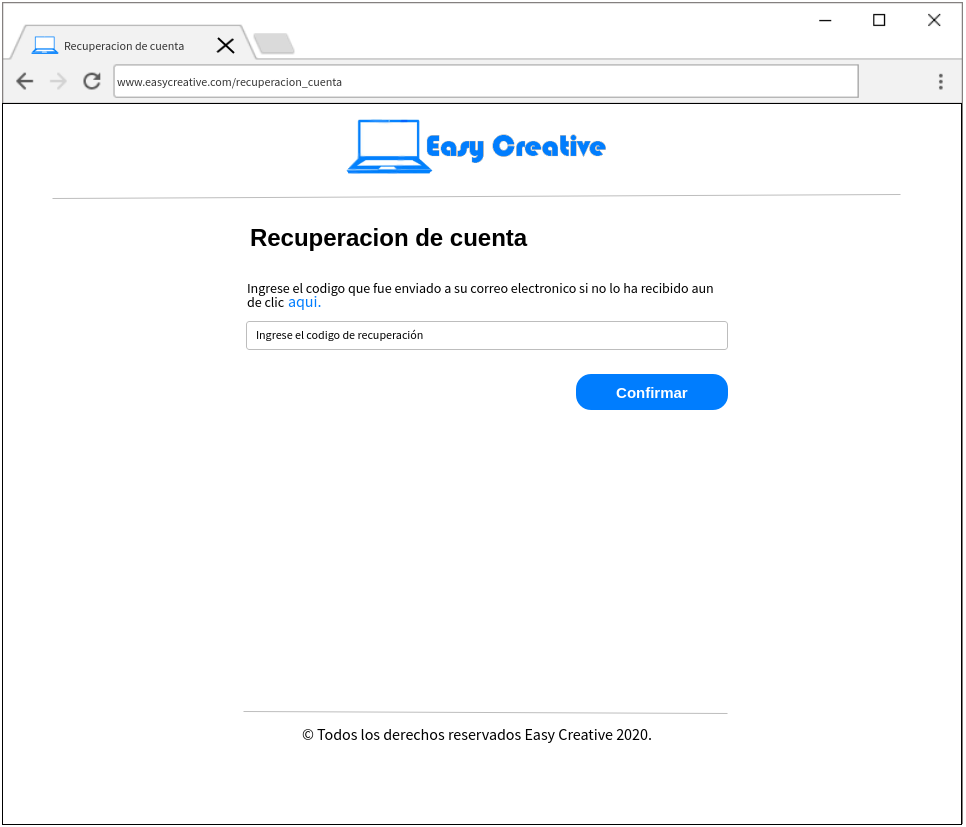 Recuperacion de cuenta
www.easycreative.com/recuperacion_cuenta
Easy Creative
Recuperacion de cuenta
Ingrese el codigo que fue enviado a su correo electronico si no lo ha recibido aun
de clic aqui.
Ingrese el codigo de recuperación
Confirmar
© Todos los derechos reservados Easy Creative 2020.